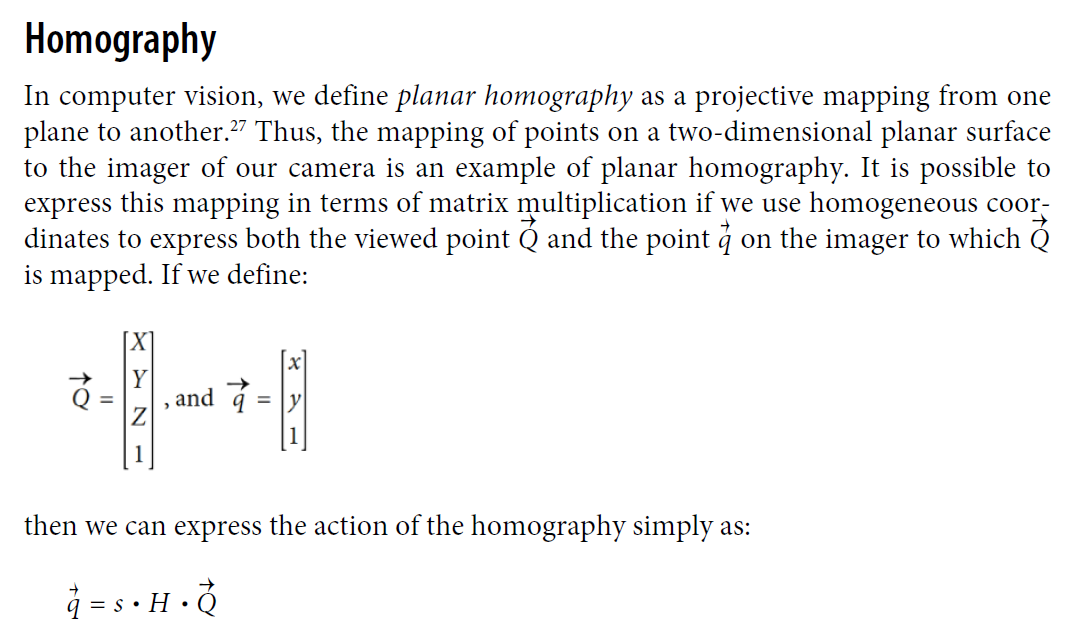 Homography
In computer vision, we define planar homography as a projective mapping from one
plane to another.²⁷ Thus, the mapping of points on a two-dimensional planar surface
to the imager of our camera is an example of planar homography. It is possible to
express this mapping in terms of matrix multiplication if we use homogeneous coor-
dinates to express both the viewed point Q⃗ and the point q⃗ on the imager to which Q⃗
is mapped. If we define:
Q⃗ = [X Y Z 1], and q⃗ = [x y 1]
then we can express the action of the homography simply as:
q⃗ = s • H • Q⃗